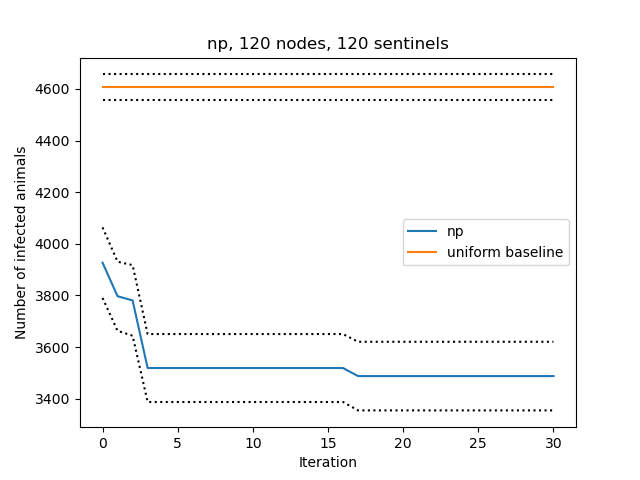 np, 120 nodes, 120 sentinels
Number of infected animals
4600
4400
4200
4000
3800
3600
3400
np
uniform baseline
0 5 10 15 20 25 30
Iteration